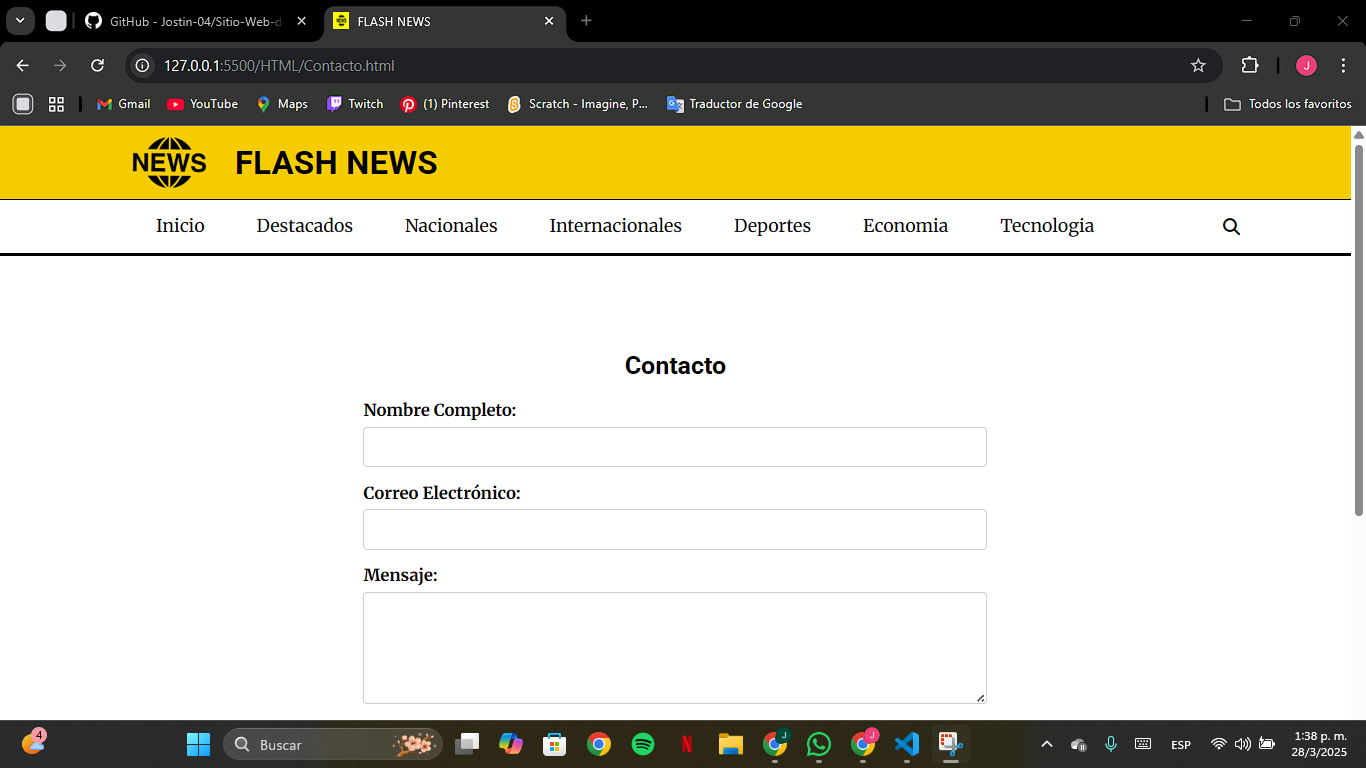 GitHub - Jostin-04/Sitio-Web-d
FLASH NEWS
127.0.0.1:5500/HTML/Contacto.html
J
Gmail
YouTube
Maps
Twitch
(1) Pinterest
Scratch - Imagine, P...
Traductor de Google
Todos los favoritos
NEWS
FLASH NEWS
Inicio
Destacados
Nacionales
Internacionales
Deportes
Economia
Tecnologia
Contacto
Nombre Completo:
Correo Electrónico:
Mensaje:
4
Buscar
N
J
J
ESP
1:38 p. m.
28/3/2025